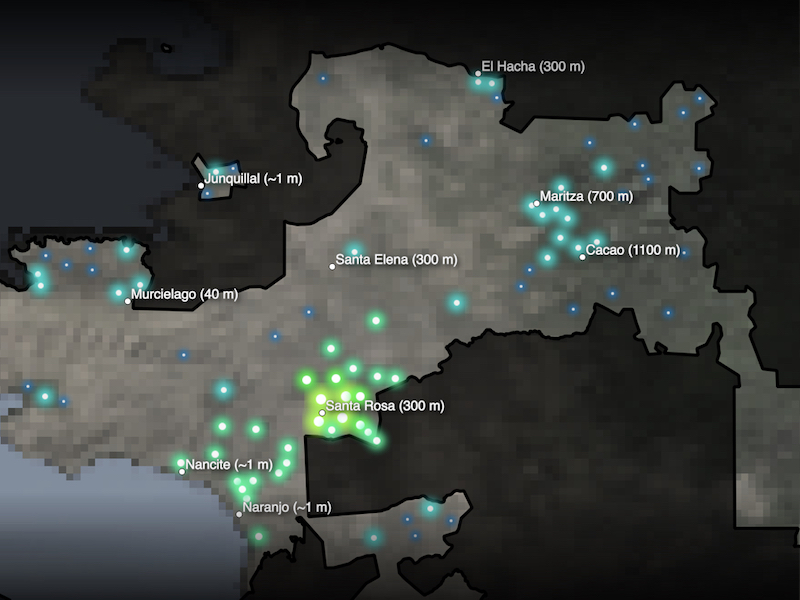 El Hacha (300 m)
Junquillal (~1 m)
Maritza (700 m)
Cacao (1100 m)
Santa Elena (300 m)
Murcielago (40 m)
Santa Rosa (300 m)
Nancite (~1 m)
Naranjo (~1 m)